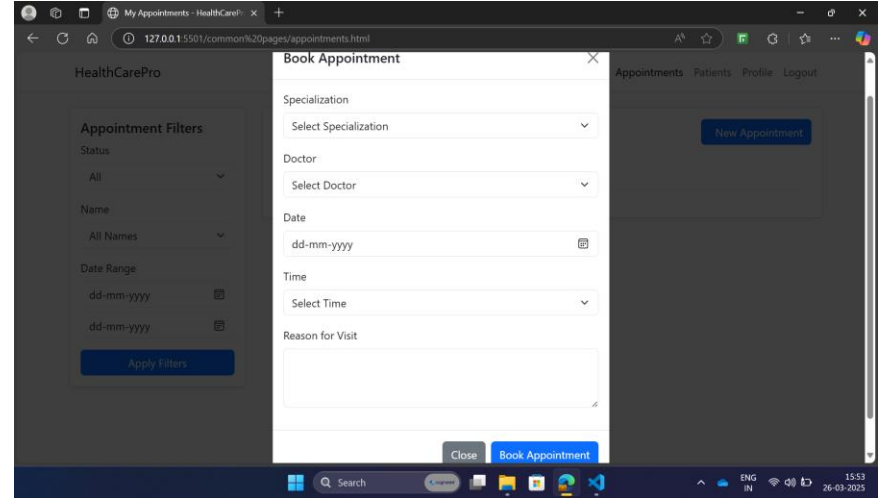 My Appointments - HealthCarePr
127.0.0.1:5501/common%20pages/appointments.html
HealthCarePro
Appointments Patients Profile Logout
Appointment Filters
Status
All
Name
All Names
Date Range
dd-mm-yyyy
dd-mm-yyyy
Apply Filters
New Appointment
Book Appointment
Specialization
Select Specialization
Doctor
Select Doctor
Date
dd-mm-yyyy
Time
Select Time
Reason for Visit
Close Book Appointment
Search
ENG
IN
15:53
26-03-2025